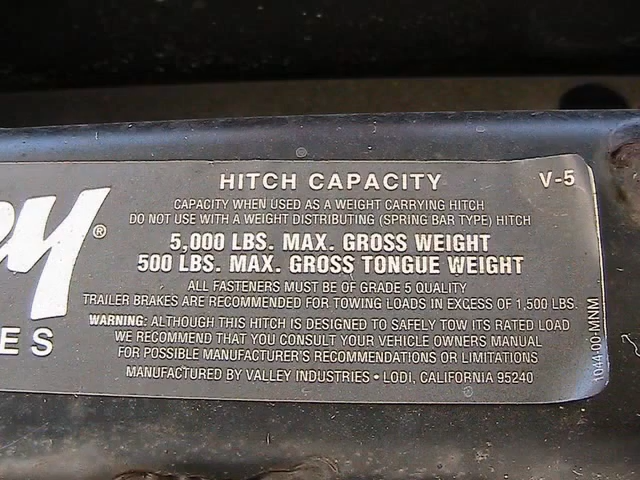 HITCH CAPACITY V-5
CAPACITY WHEN USED AS A WEIGHT CARRYING HITCH
DO NOT USE WITH A WEIGHT DISTRIBUTING (SPRING BAR TYPE) HITCH
5,000 LBS. MAX. GROSS WEIGHT
500 LBS. MAX. GROSS TONGUE WEIGHT
ALL FASTENERS MUST BE OF GRADE 5 QUALITY
TRAILER BRAKES ARE RECOMMENDED FOR TOWING LOADS IN EXCESS OF 1,500 LBS.
WARNING: ALTHOUGH THIS HITCH IS DESIGNED TO SAFELY TOW ITS RATED LOAD
WE RECOMMEND THAT YOU CONSULT YOUR VEHICLE OWNERS MANUAL
FOR POSSIBLE MANUFACTURER'S RECOMMENDATIONS OR LIMITATIONS
MANUFACTURED BY VALLEY INDUSTRIES • LODI, CALIFORNIA 95240
1044-00-MNM
®
ES